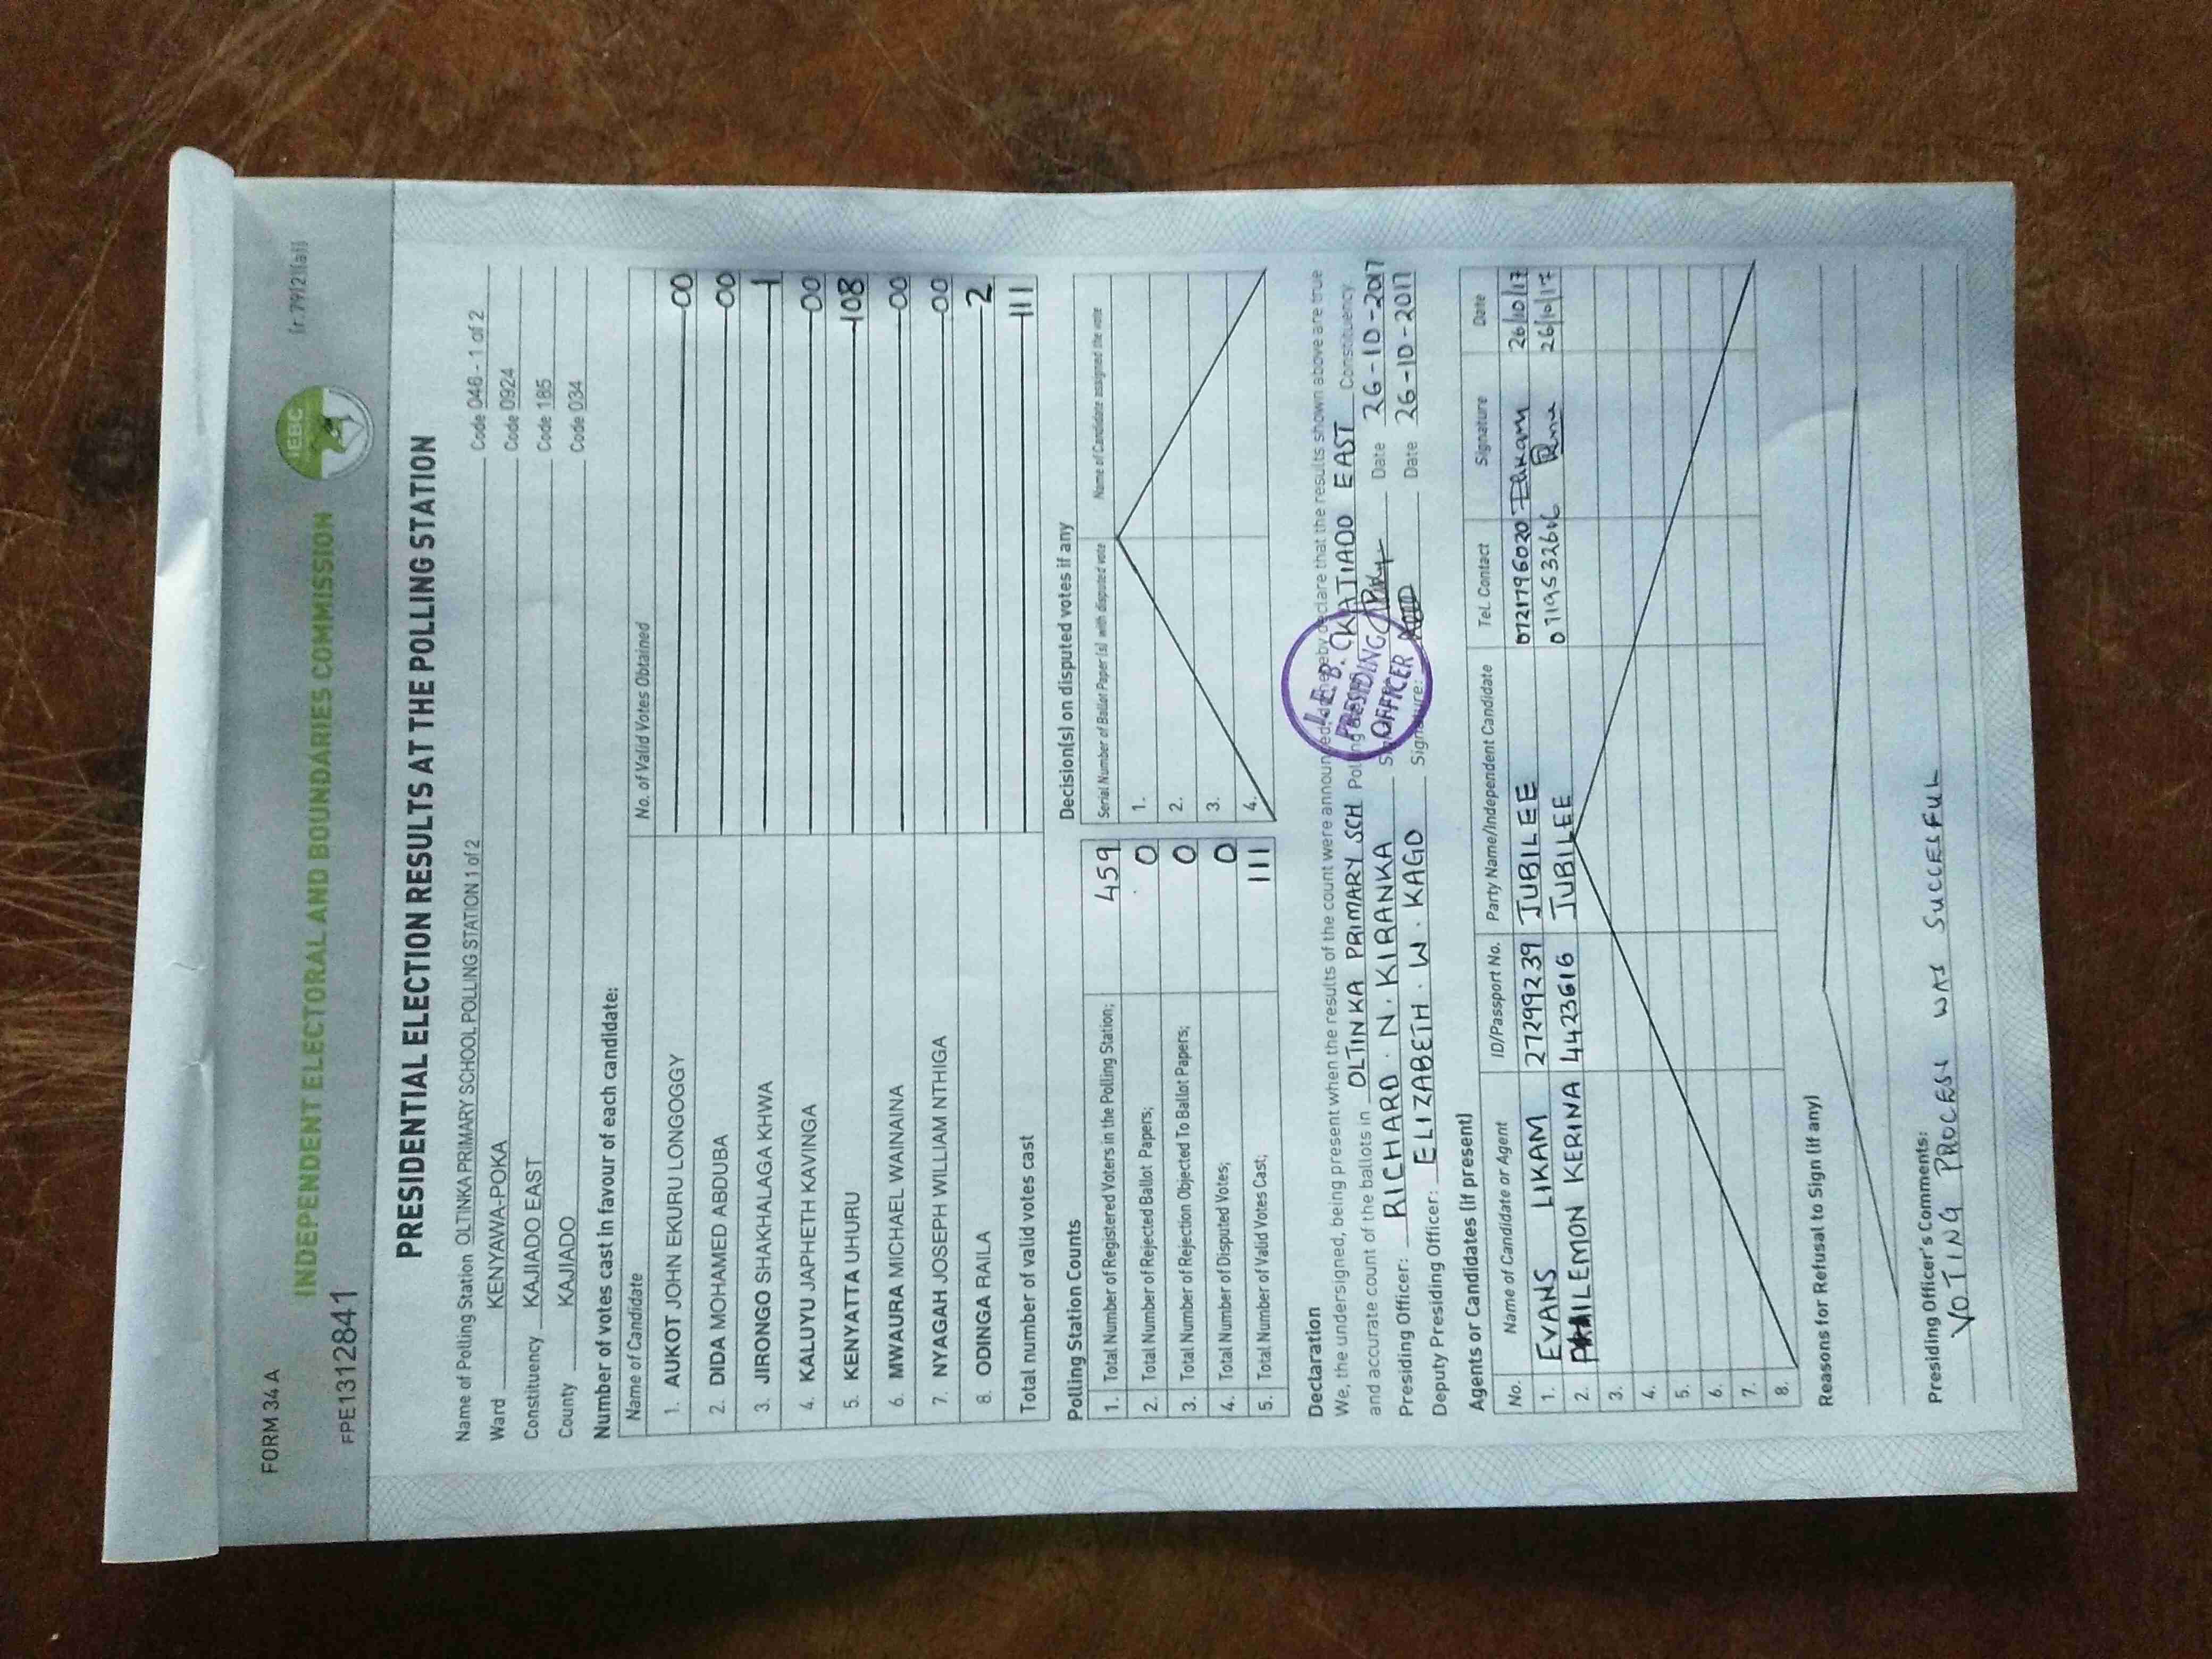 FORM 34 A
(r.79(2)(a))
INDEPENDENT ELECTORAL AND BOUNDARIES COMMISSION
IEBC
FPE1312841
PRESIDENTIAL ELECTION RESULTS AT THE POLLING STATION
Name of Polling Station OLTINKA PRIMARY SCHOOL POLLING STATION 1 of 2 Code 046 - 1 of 2
Ward KENYAWA-POKA Code 0924
Constituency KAJIADO EAST Code 185
County KAJIADO Code 034
Number of votes cast in favour of each candidate:
Name of Candidate No. of Valid Votes Obtained
1. AUKOT JOHN EKURU LONGOGGY 00
2. DIDA MOHAMED ABDUBA 00
3. JIRONGO SHAKHALAGA KHWA 1
4. KALUYU JAPHETH KAVINGA 00
5. KENYATTA UHURU 108
6. MWAURA MICHAEL WAINAINA 00
7. NYAGAH JOSEPH WILLIAM NTHIGA 00
8. ODINGA RAILA 2
Total number of valid votes cast 111
Polling Station Counts
1. Total Number of Registered Voters in the Polling Station; 459
2. Total Number of Rejected Ballot Papers; 0
3. Total Number of Rejection Objected To Ballot Papers; 0
4. Total Number of Disputed Votes; 0
5. Total Number of Valid Votes Cast; 111
Decision(s) on disputed votes if any
Serial Number of Ballot Paper (s) with disputed vote Name of Candidate assigned the vote
1.
2.
3.
4.
Declaration
We, the undersigned, being present when the results of the count were announced, do hereby declare that the results shown above are true
and accurate count of the ballots in OLTINKA PRIMARY SCH Polling KAJIADO EAST Constituency
Presiding Officer: RICHARD . N . KIRANKA Date 26-10-2017
Deputy Presiding Officer: ELIZABETH . W . KAGO Signature: Date 26-10-2017
PRESIDING
OFFICER
Agents or Candidates (if present)
No. Name of Candidate or Agent ID/Passport No. Party Name/Independent Candidate Tel. Contact Signature Date
1. EVANS LIKAM 27299239 JUBILEE 0721796020 26/10/17
2. PHILEMON KERINA 4423616 JUBILEE 0719532616 26/10/17
3.
4.
5.
6.
7.
8.
Reasons for Refusal to Sign (if any)
Presiding Officer's Comments:
VOTING PROCESS WAS SUCCESFUL